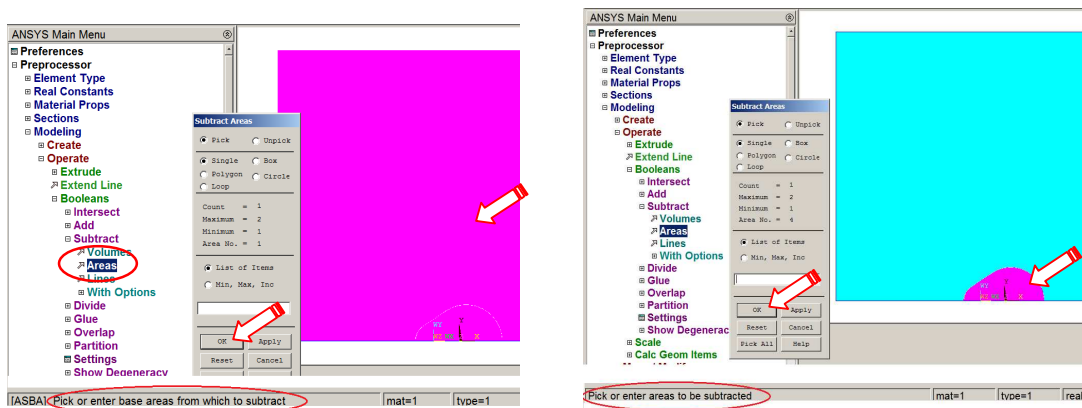 ANSYS Main Menu
Preferences
Preprocessor
Element Type
Real Constants
Material Props
Sections
Modeling
Create
Operate
Extrude
Extend Line
Booleans
Intersect
Add
Subtract
Volumes
Areas
Lines
With Options
Divide
Glue
Overlap
Partition
Settings
Show Degeneracy
Subtract Areas
Pick Unpick
Single Box
Polygon Circle
Loop
Count = 1
Maximum = 2
Minimum = 1
Area No. = 1
List of Items
Min, Max, Inc
OK Apply
Reset Cancel
WY Y
X
[ASBA] Pick or enter base areas from which to subtract
mat=1 type=1
ANSYS Main Menu
Preferences
Preprocessor
Element Type
Real Constants
Material Props
Sections
Modeling
Create
Operate
Extrude
Extend Line
Booleans
Intersect
Add
Subtract
Volumes
Areas
Lines
With Options
Divide
Glue
Overlap
Partition
Settings
Show Degenerac
Scale
Calc Geom Items
Subtract Areas
Pick Unpick
Single Box
Polygon Circle
Loop
Count = 1
Maximum = 2
Minimum = 1
Area No. = 4
List of Items
Min, Max, Inc
OK Apply
Reset Cancel
Pick All Help
WY Y
X
Pick or enter areas to be subtracted
mat=1 type=1 real